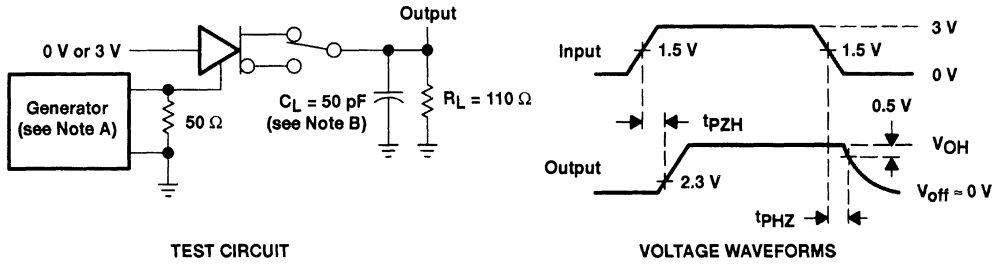 Output
0 V or 3 V
Generator
(see Note A)
50 Ω
C_L = 50 pF
(see Note B)
R_L = 110 Ω
TEST CIRCUIT
Input
1.5 V
1.5 V
3 V
0 V
0.5 V
t_PZH
V_OH
Output
2.3 V
V_off ≈ 0 V
t_PHZ
VOLTAGE WAVEFORMS